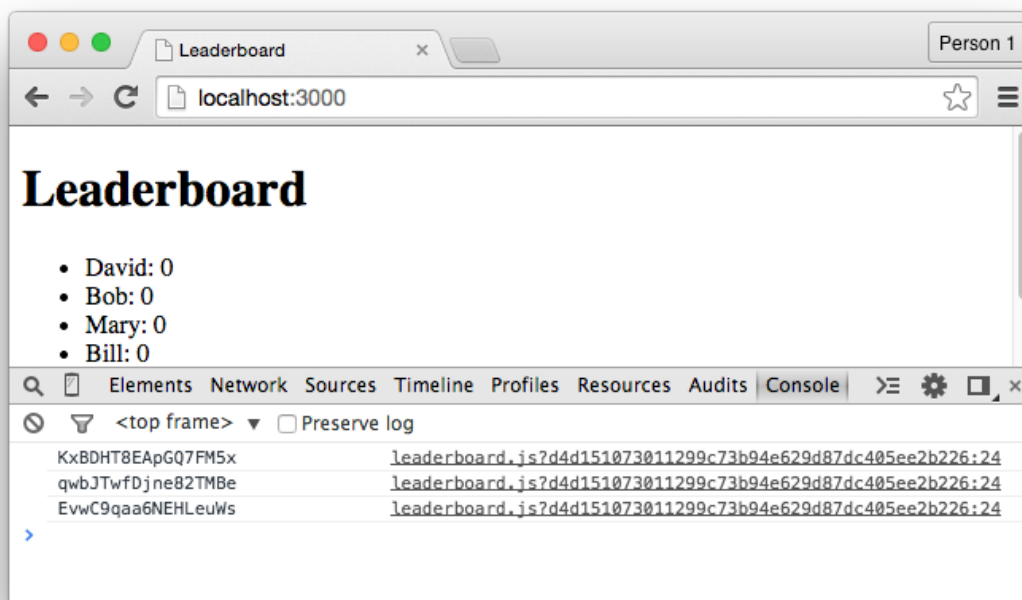 Leaderboard
Person 1
localhost:3000
Leaderboard
• David: 0
• Bob: 0
• Mary: 0
• Bill: 0
Elements Network Sources Timeline Profiles Resources Audits Console
<top frame> ▼ Preserve log
KxBDHT8EApGQ7FM5x leaderboard.js?d4d151073011299c73b94e629d87dc405ee2b226:24
qwbJTwfDjne82TMBe leaderboard.js?d4d151073011299c73b94e629d87dc405ee2b226:24
EvwC9qaa6NEHLeuWs leaderboard.js?d4d151073011299c73b94e629d87dc405ee2b226:24